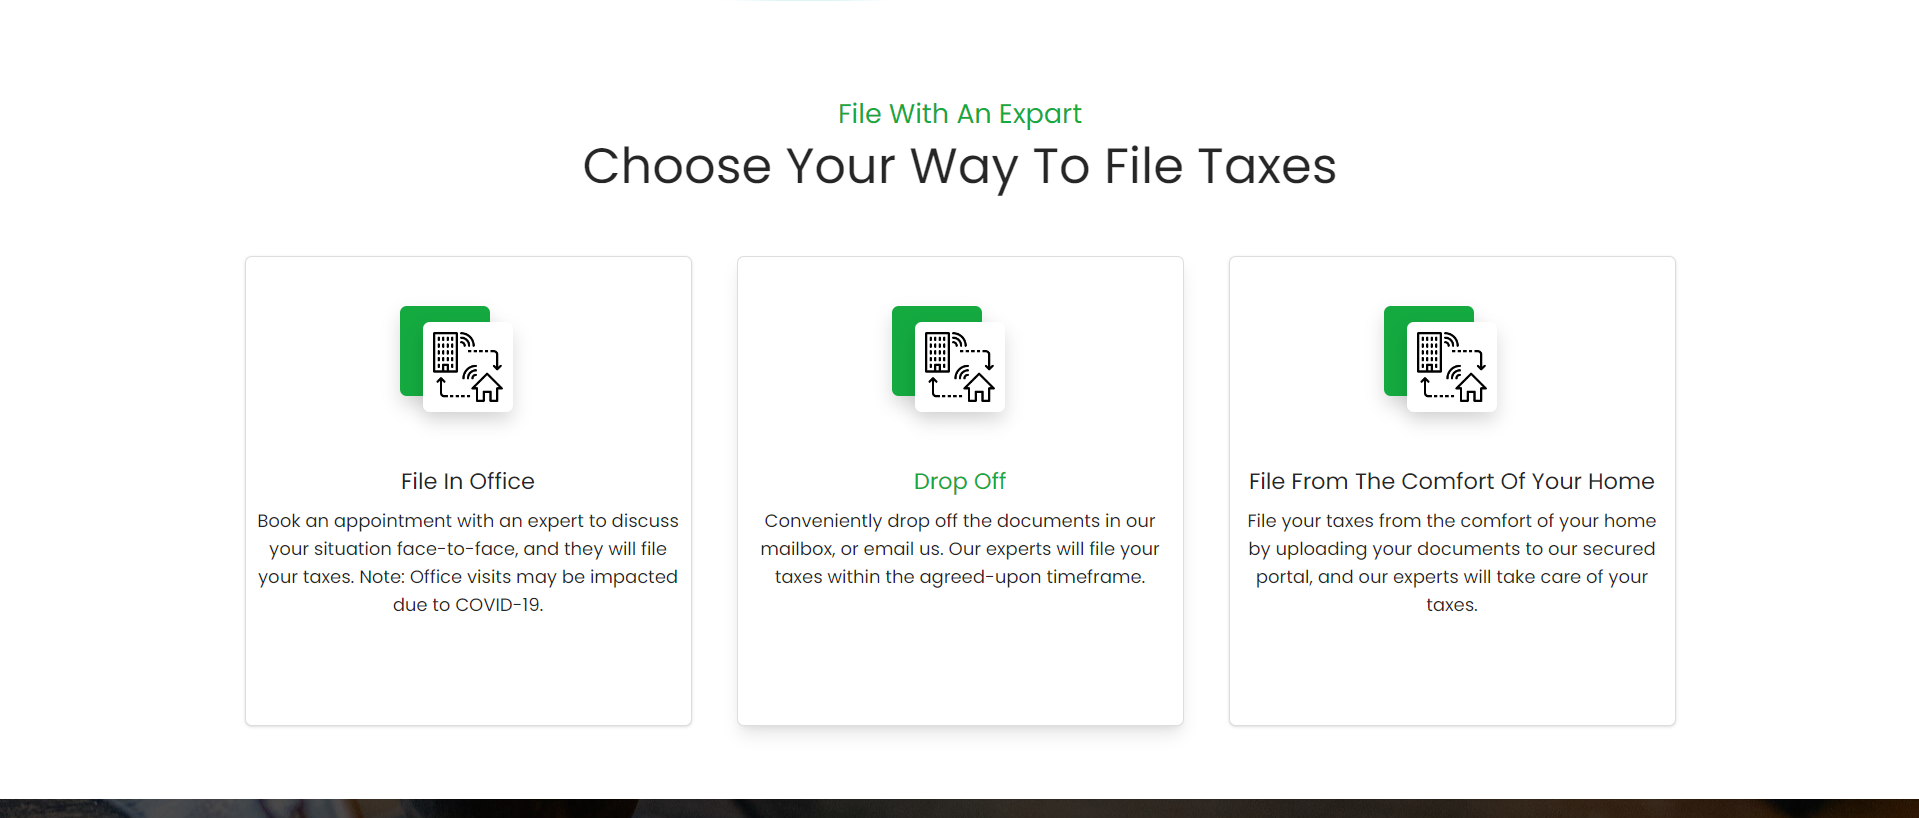 File With An Expart
Choose Your Way To File Taxes
File In Office
Book an appointment with an expert to discuss
your situation face-to-face, and they will file
your taxes. Note: Office visits may be impacted
due to COVID-19.
Drop Off
Conveniently drop off the documents in our
mailbox, or email us. Our experts will file your
taxes within the agreed-upon timeframe.
File From The Comfort Of Your Home
File your taxes from the comfort of your home
by uploading your documents to our secured
portal, and our experts will take care of your
taxes.